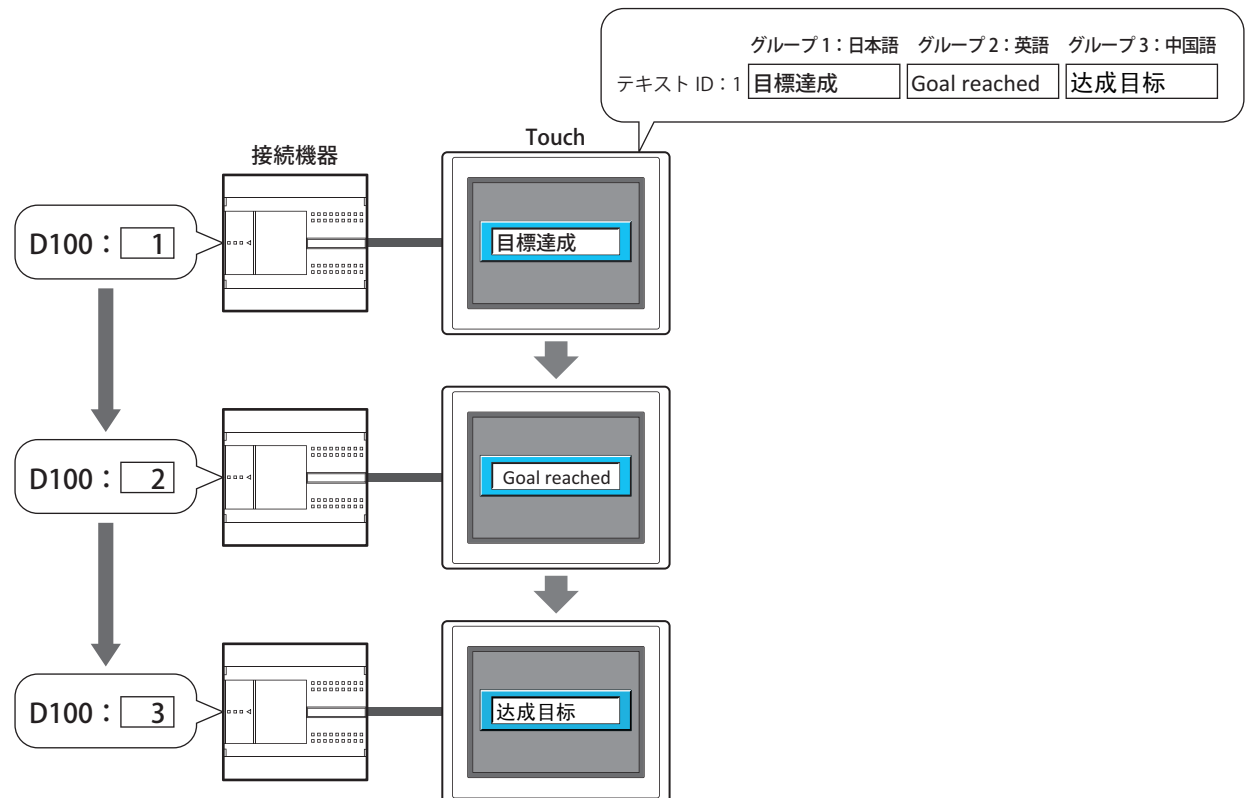 グループ1：日本語 グループ2：英語 グループ3：中国語
テキスト ID：1 目標達成 Goal reached 达成目标
接続機器 Touch
D100： 1
目標達成
D100： 2
Goal reached
D100： 3
达成目标